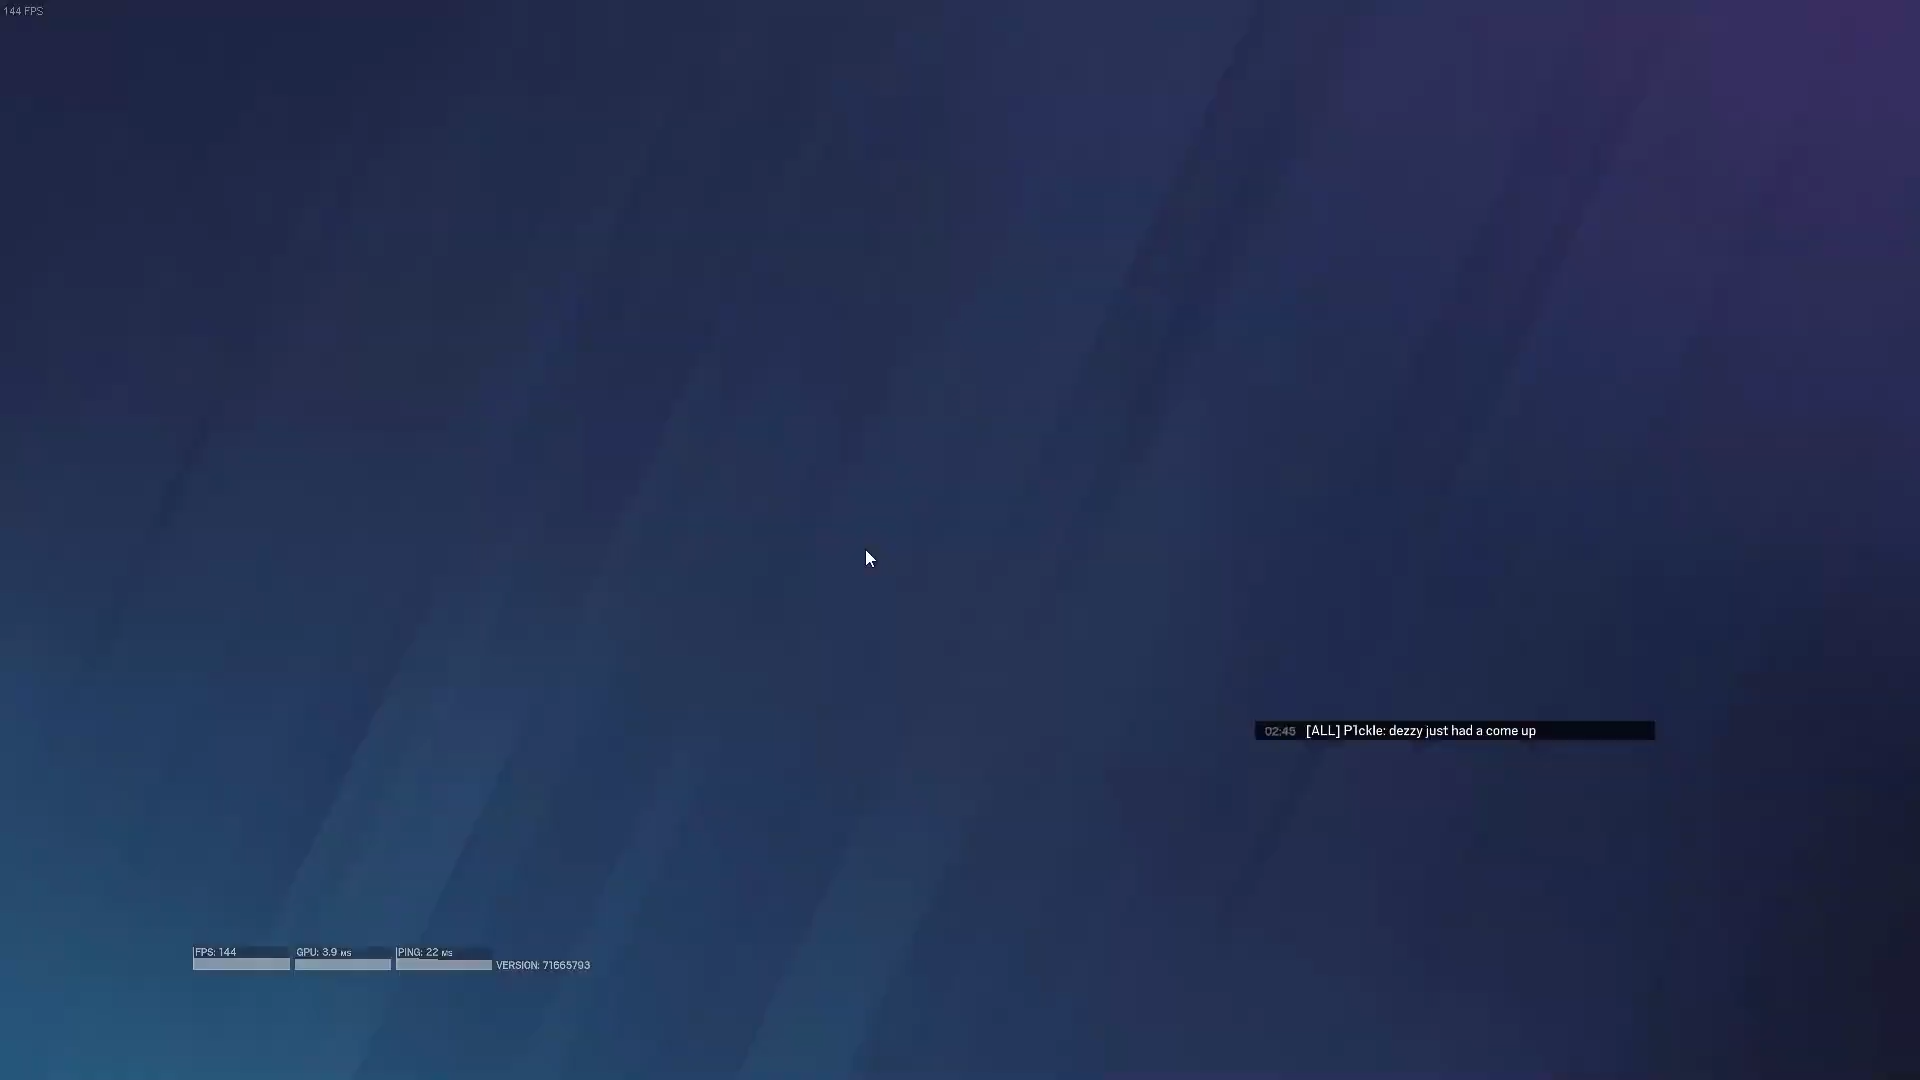 144 FPS
02:45 [ALL] P1ckle: dezzy just had a come up
FPS: 144 GPU: 3.9 MS PING: 22 MS VERSION: 71665793